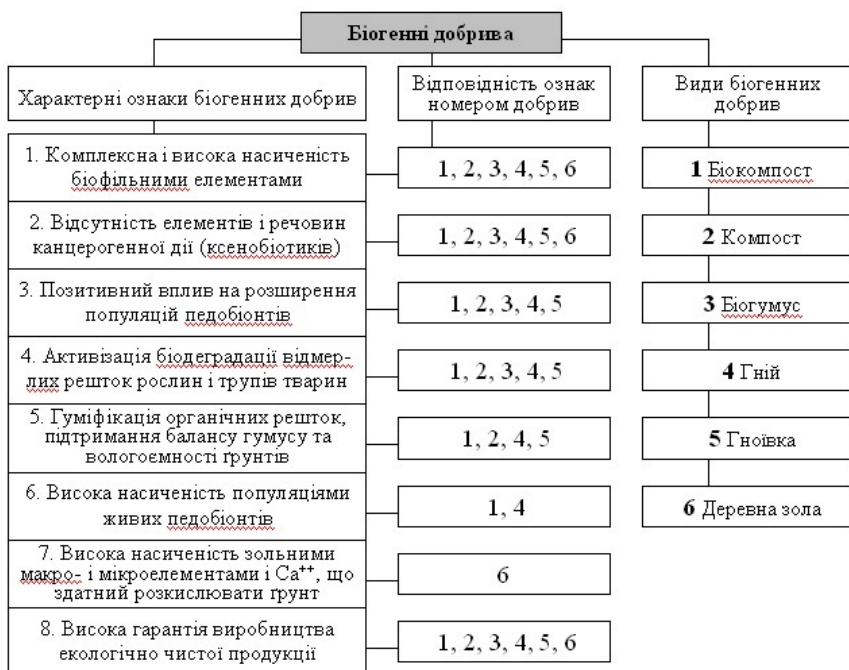 Біогенні добрива
Характерні ознаки біогенних добрив
Відповідність ознак
номером добрив
Види біогенних
добрив
1. Комплексна і висока насиченість
біофільними елементами
1, 2, 3, 4, 5, 6
1 Біокомпост
2. Відсутність елементів і речовин
канцерогенної дії (ксенобіотиків)
1, 2, 3, 4, 5, 6
2 Компост
3. Позитивний вплив на розширення
популяцій педобіонтів
1, 2, 3, 4, 5
3 Біогумус
4. Активізація біодеградації відмер-
лих решток рослин і трупів тварин
1, 2, 3, 4, 5
4 Гній
5. Гуміфікація органічних решток,
підтримання балансу гумусу та
вологоємності ґрунтів
1, 2, 4, 5
5 Гноївка
6. Висока насиченість популяціями
живих педобіонтів
1, 4
6 Деревна зола
7. Висока насиченість зольними
макро- і мікроелементами і Ca⁺⁺, що
здатний розкислювати ґрунт
6
8. Висока гарантія виробництва
екологічно чистої продукції
1, 2, 3, 4, 5, 6